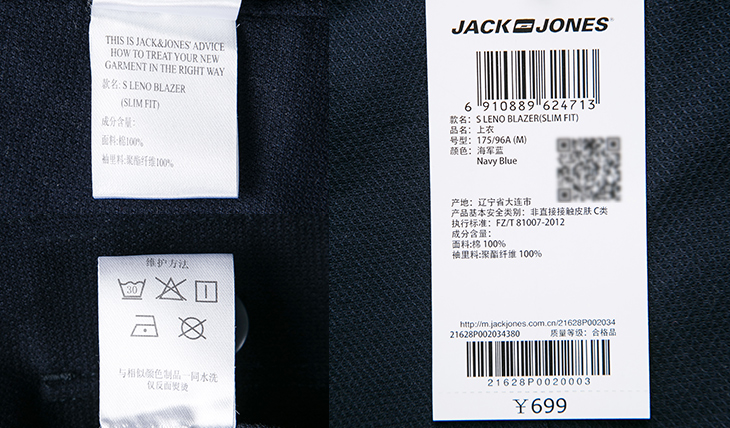 THIS IS JACK&JONES' ADVICE
HOW TO TREAT YOUR NEW
GARMENT IN THE RIGHT WAY
款名: S LENO BLAZER
(SLIM FIT)
成分含量:
面料:棉100%
袖里料:聚酯纤维100%
维护方法
30
与相似颜色制品一同水洗
仅反面熨烫
JACK JONES
6 910889 624713
款名: S LENO BLAZER(SLIM FIT)
品名: 上衣
号型: 175/96A (M)
颜色: 海军蓝
Navy Blue
产地: 辽宁省大连市
产品基本安全类别: 非直接接触皮肤 C类
执行标准: FZ/T 81007-2012
成分含量:
面料:棉 100%
袖里料:聚酯纤维 100%
http://m.jackjones.com.cn/21628P002034
21628P002034380 质量等级: 合格品
21628P0020003
￥699